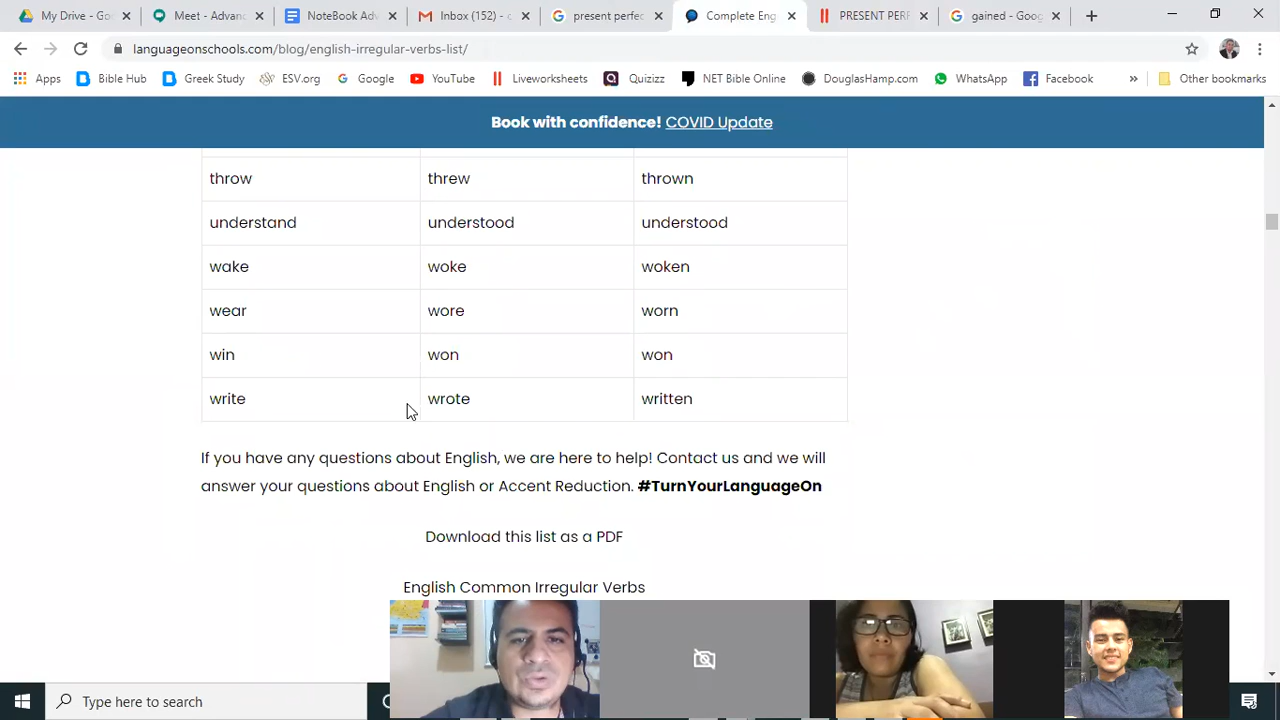 My Drive - Goo
Meet - Advanc
NoteBook Adv
Inbox (152) - c
present perfec
Complete Eng
PRESENT PERF
gained - Goog
languageonschools.com/blog/english-irregular-verbs-list/
Apps Bible Hub Greek Study ESV.org Google YouTube Liveworksheets Quizizz NET Bible Online DouglasHamp.com WhatsApp Facebook » Other bookmarks
Book with confidence! COVID Update
throw threw thrown
understand understood understood
wake woke woken
wear wore worn
win won won
write wrote written
If you have any questions about English, we are here to help! Contact us and we will
answer your questions about English or Accent Reduction. #TurnYourLanguageOn
Download this list as a PDF
English Common Irregular Verbs
Type here to search